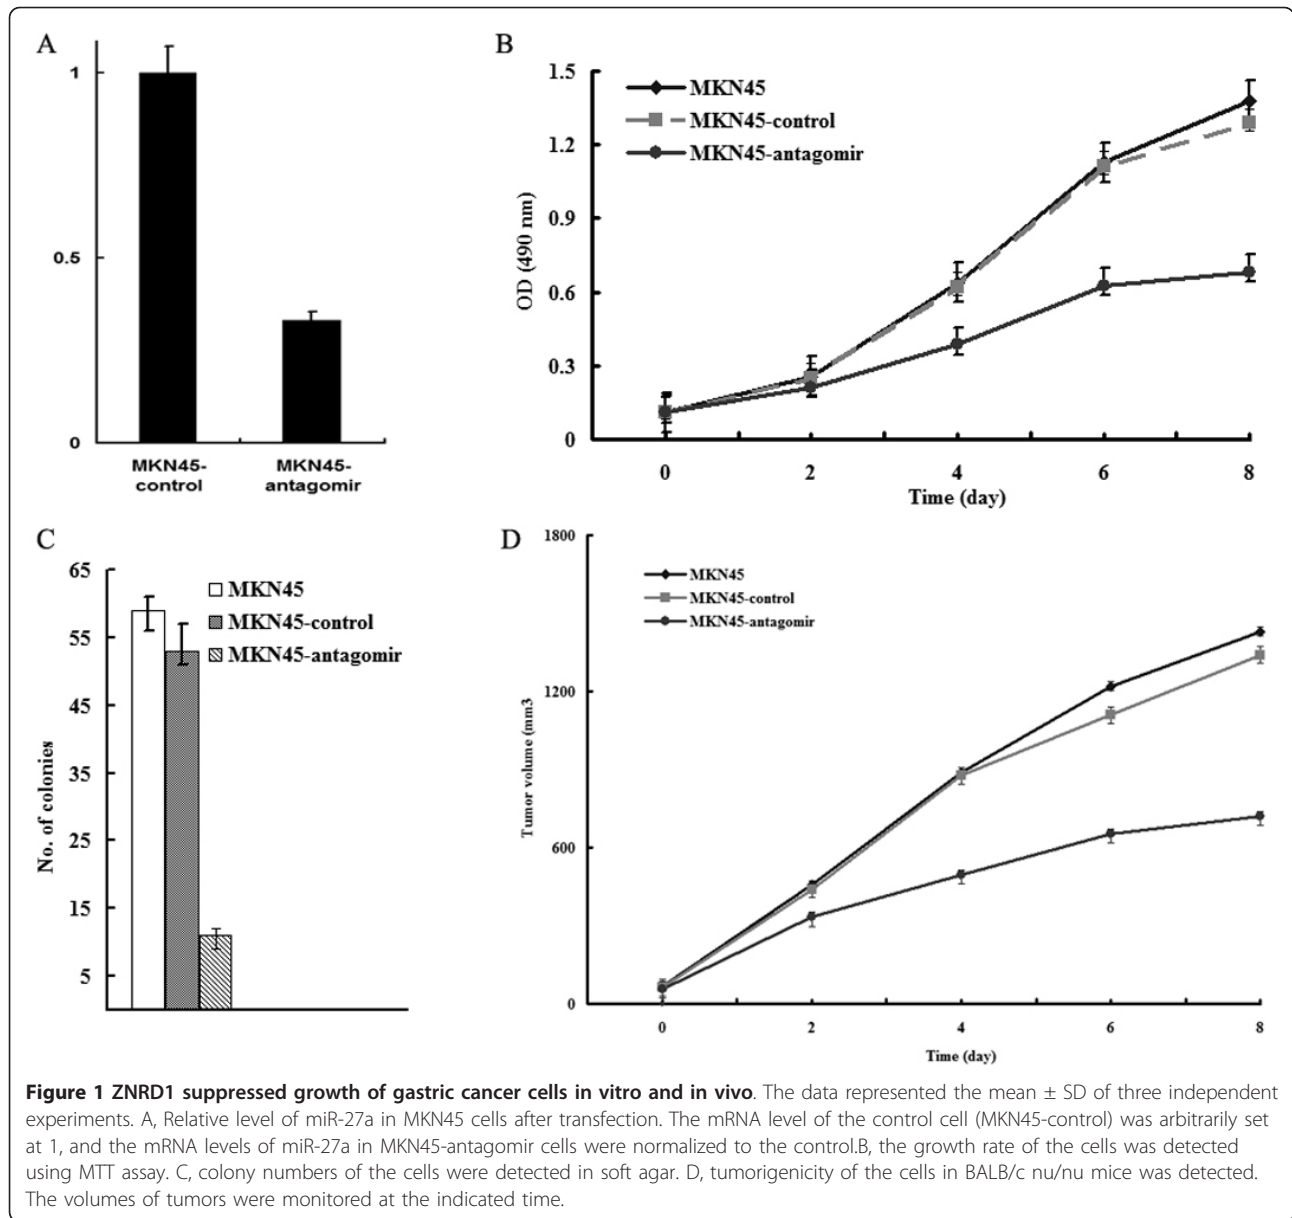 A
1
0.5
0
MKN45-
control
MKN45-
antagomir
B
MKN45
MKN45-control
MKN45-antagomir
OD (490 nm)
1.5
1.2
0.9
0.6
0.3
0
0 2 4 6 8
Time (day)
C
No. of colonies
65
55
45
35
25
15
5
MKN45
MKN45-control
MKN45-antagomir
D
Tumor volume (mm3
1800
1200
600
0
MKN45
MKN45-control
MKN45-antagomir
0 2 4 6 8
Time (day)
Figure 1 ZNRD1 suppressed growth of gastric cancer cells in vitro and in vivo. The data represented the mean ± SD of three independent
experiments. A, Relative level of miR-27a in MKN45 cells after transfection. The mRNA level of the control cell (MKN45-control) was arbitrarily set
at 1, and the mRNA levels of miR-27a in MKN45-antagomir cells were normalized to the control.B, the growth rate of the cells was detected
using MTT assay. C, colony numbers of the cells were detected in soft agar. D, tumorigenicity of the cells in BALB/c nu/nu mice was detected.
The volumes of tumors were monitored at the indicated time.